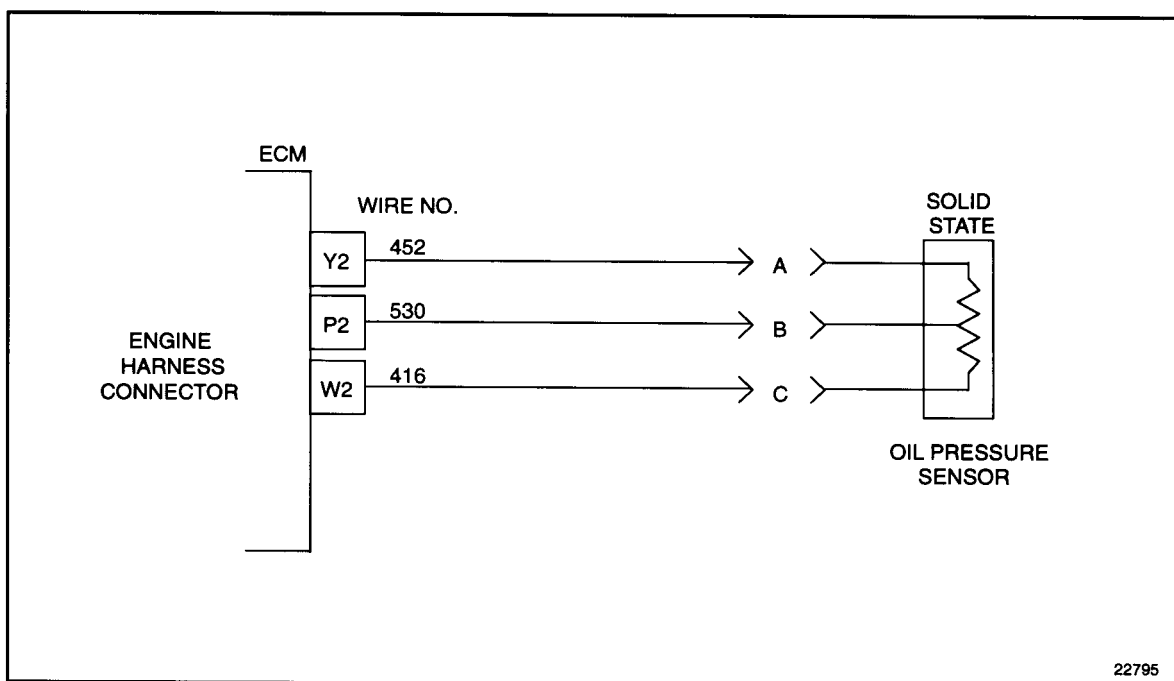 ECM
WIRE NO.
SOLID
STATE
Y2 452 A
P2 530 B
W2 416 C
ENGINE
HARNESS
CONNECTOR
OIL PRESSURE
SENSOR
22795